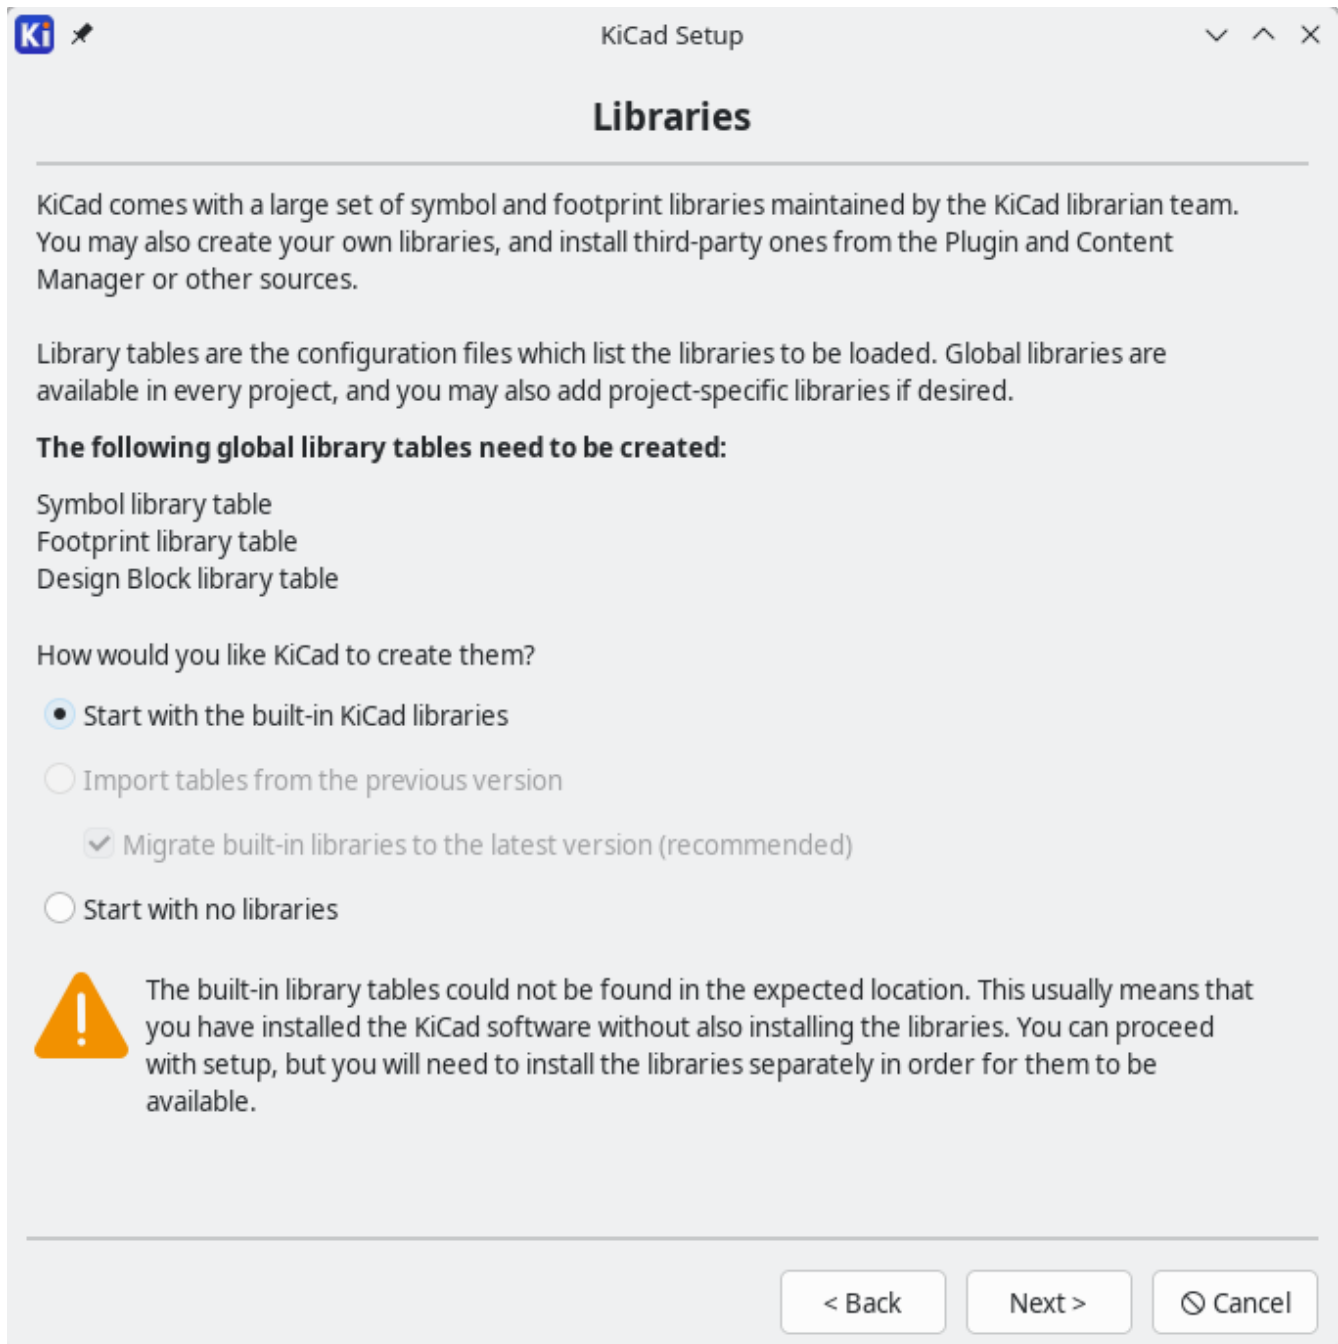 Ki
KiCad Setup
Libraries
KiCad comes with a large set of symbol and footprint libraries maintained by the KiCad librarian team.
You may also create your own libraries, and install third-party ones from the Plugin and Content
Manager or other sources.
Library tables are the configuration files which list the libraries to be loaded. Global libraries are
available in every project, and you may also add project-specific libraries if desired.
The following global library tables need to be created:
Symbol library table
Footprint library table
Design Block library table
How would you like KiCad to create them?
Start with the built-in KiCad libraries
Import tables from the previous version
Migrate built-in libraries to the latest version (recommended)
Start with no libraries
The built-in library tables could not be found in the expected location. This usually means that
you have installed the KiCad software without also installing the libraries. You can proceed
with setup, but you will need to install the libraries separately in order for them to be
available.
< Back
Next >
Cancel